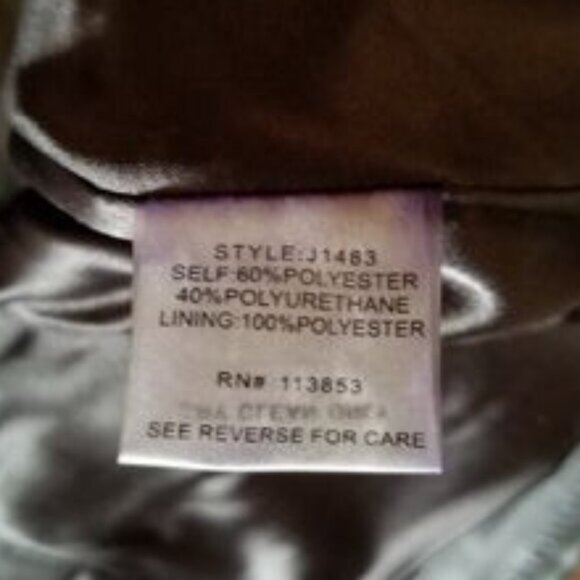 STYLE:J1483
SELF:60%POLYESTER
40%POLYURETHANE
LINING:100%POLYESTER
RN# 113853
SEE REVERSE FOR CARE